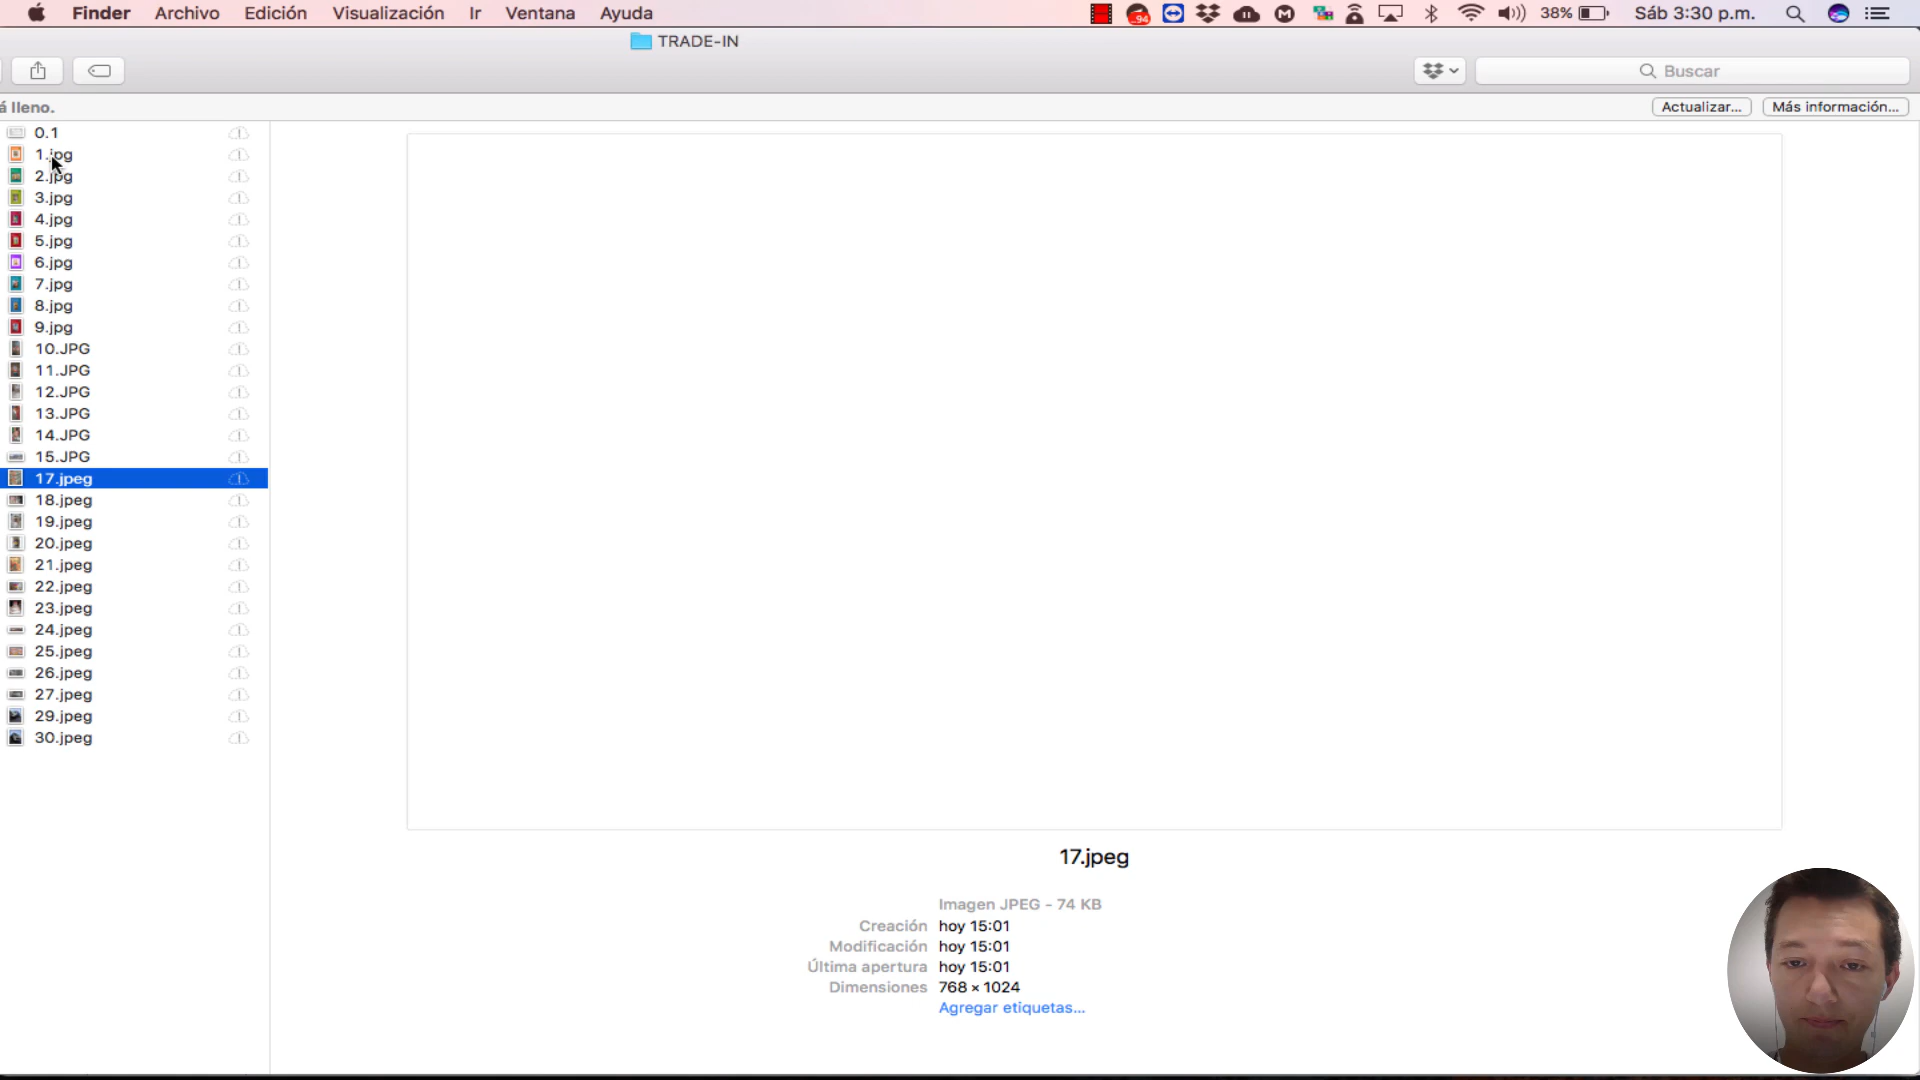 Finder Archivo Edición Visualización Ir Ventana Ayuda 94 38% Sáb 3:30 p.m.
TRADE-IN
Buscar
á lleno. Actualizar... Más información...
0.1
1.jpg
2.jpg
3.jpg
4.jpg
5.jpg
6.jpg
7.jpg
8.jpg
9.jpg
10.JPG
11.JPG
12.JPG
13.JPG
14.JPG
15.JPG
17.jpeg
18.jpeg
19.jpeg
20.jpeg
21.jpeg
22.jpeg
23.jpeg
24.jpeg
25.jpeg
26.jpeg
27.jpeg
29.jpeg
30.jpeg
17.jpeg
Imagen JPEG - 74 KB
Creación hoy 15:01
Modificación hoy 15:01
Última apertura hoy 15:01
Dimensiones 768 × 1024
Agregar etiquetas...